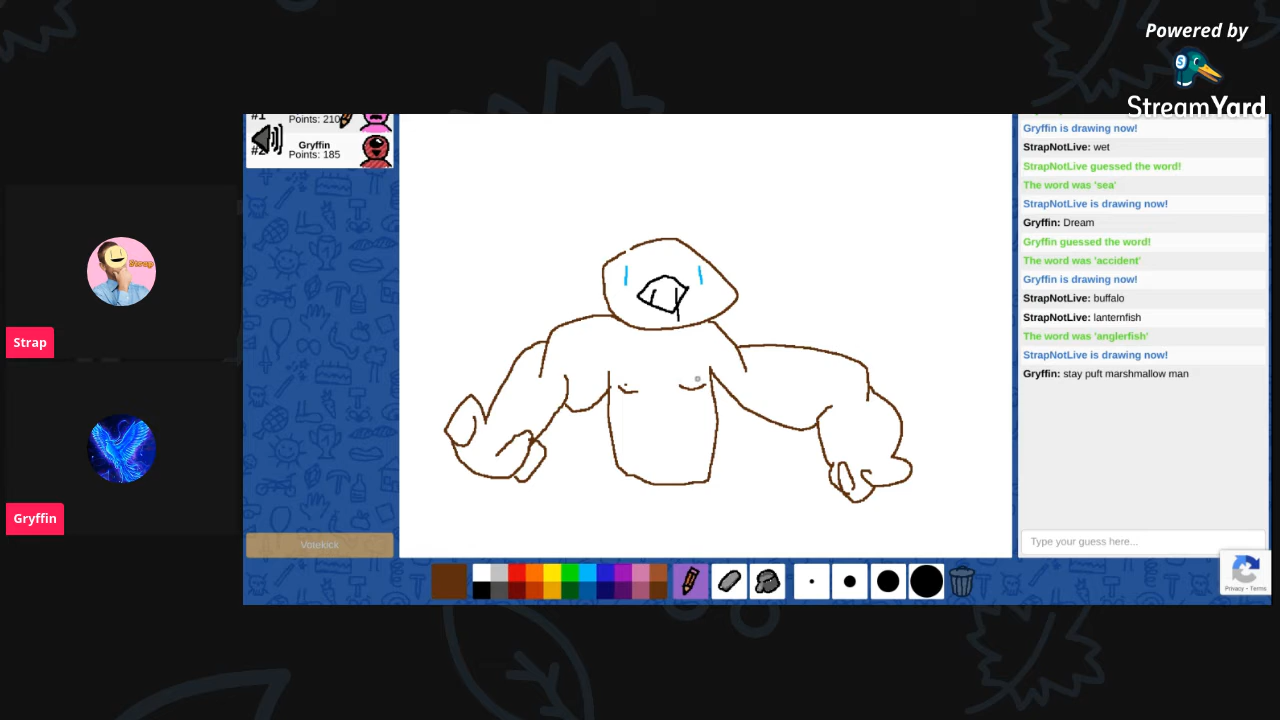 Powered by
StreamYard
#1
Points: 210
Gryffin
#2
Points: 185
Gryffin is drawing now!
StrapNotLive: wet
StrapNotLive guessed the word!
The word was 'sea'
StrapNotLive is drawing now!
Gryffin: Dream
Gryffin guessed the word!
The word was 'accident'
Gryffin is drawing now!
StrapNotLive: buffalo
StrapNotLive: lanternfish
The word was 'anglerfish'
StrapNotLive is drawing now!
Gryffin: stay puft marshmallow man
Strap
Strap
Gryffin
Votekick
Type your guess here...
Privacy - Terms